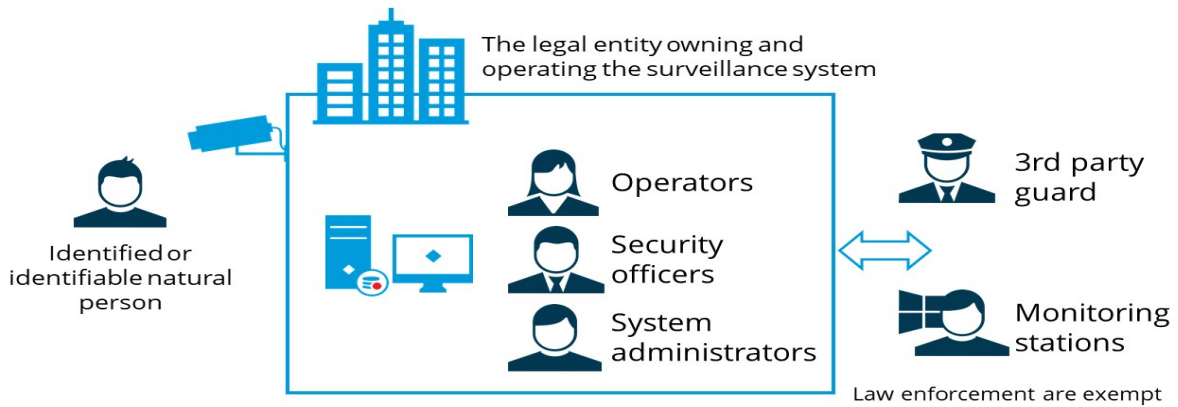 The legal entity owning and
operating the surveillance system
Identified or
identifiable natural
person
Operators
Security
officers
System
administrators
3rd party
guard
Monitoring
stations
Law enforcement are exempt